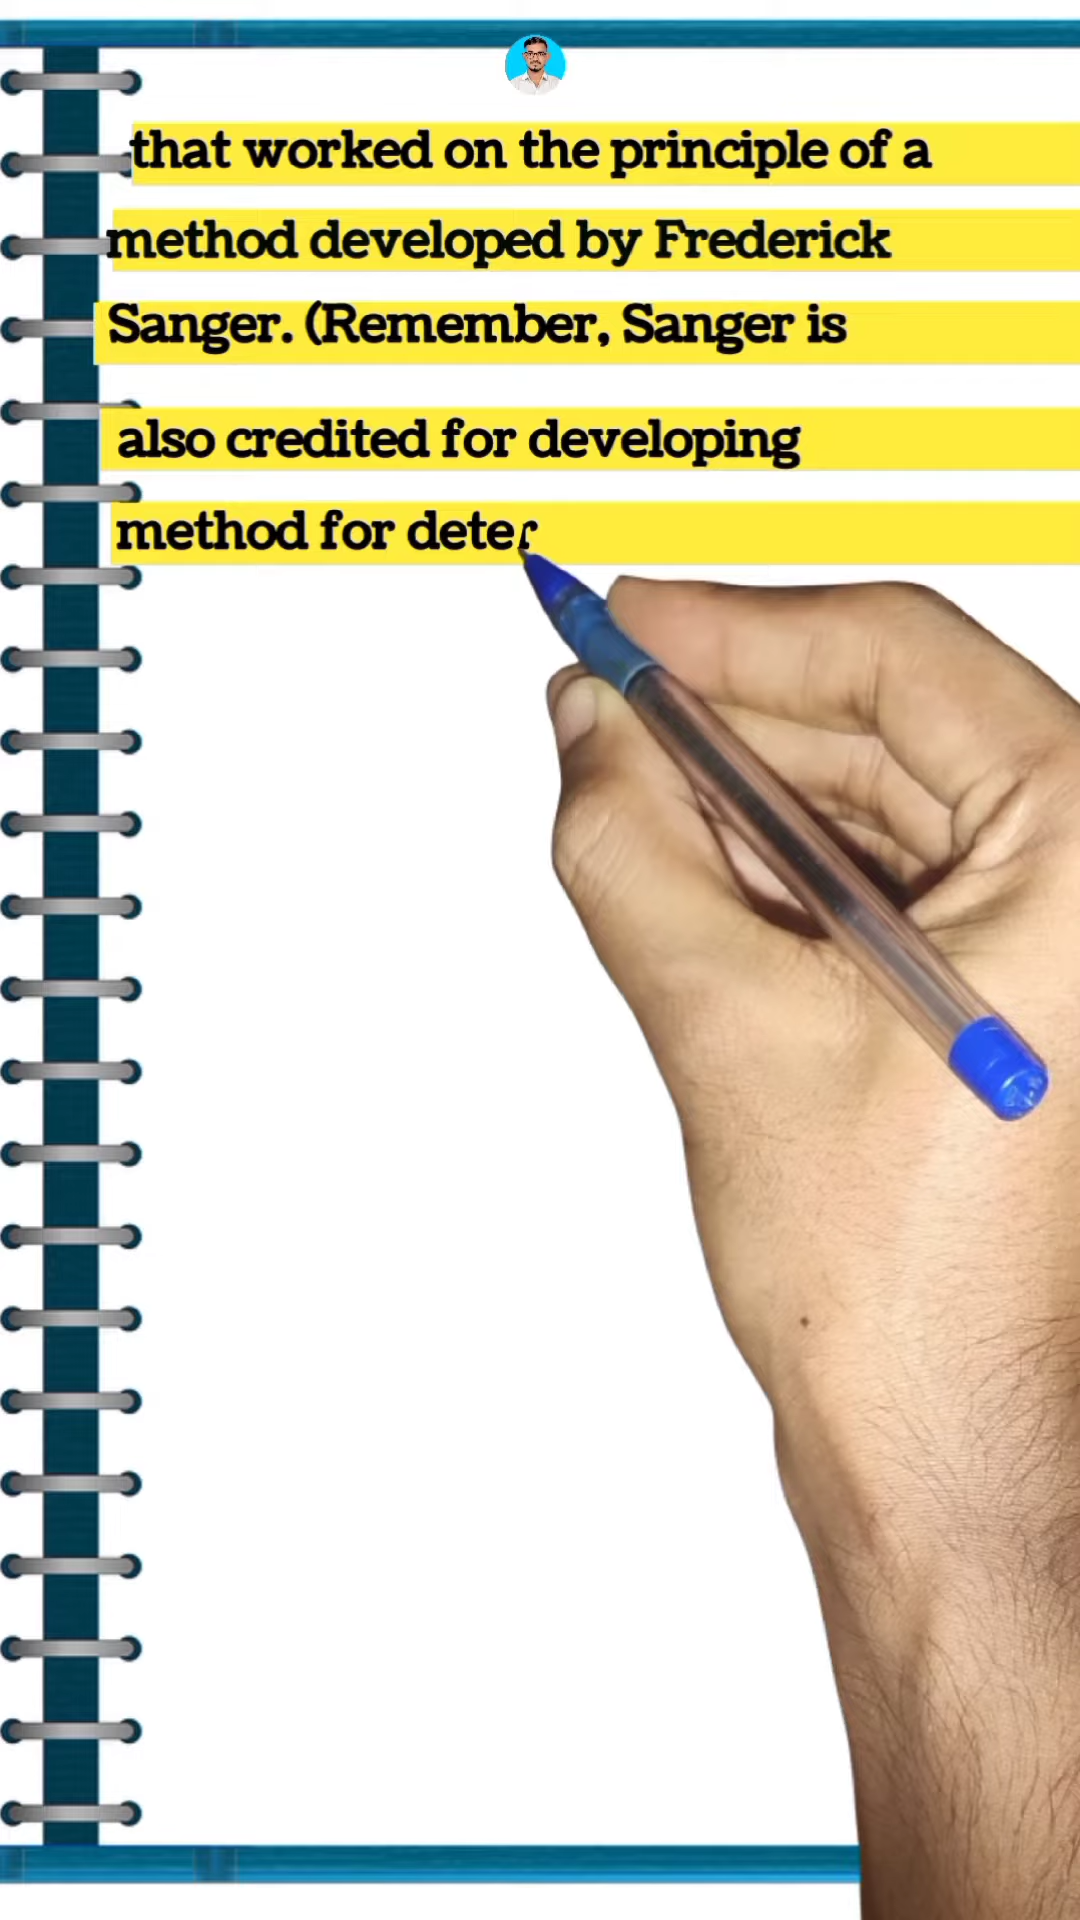 that worked on the principle of a
method developed by Frederick
Sanger. (Remember, Sanger is
also credited for developing
method for deter